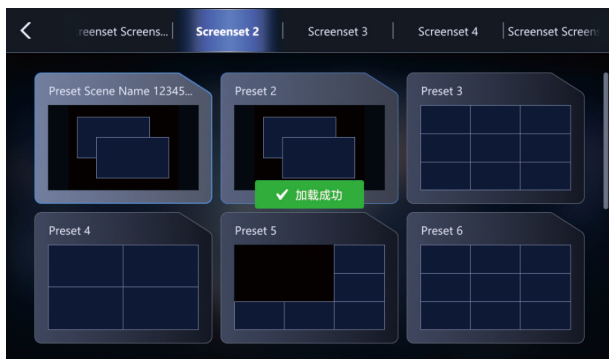 reenset Screens...
Screenset 2
Screenset 3
Screenset 4
Screenset Screens
Preset Scene Name 12345...
Preset 2
Preset 3
加载成功
Preset 4
Preset 5
Preset 6